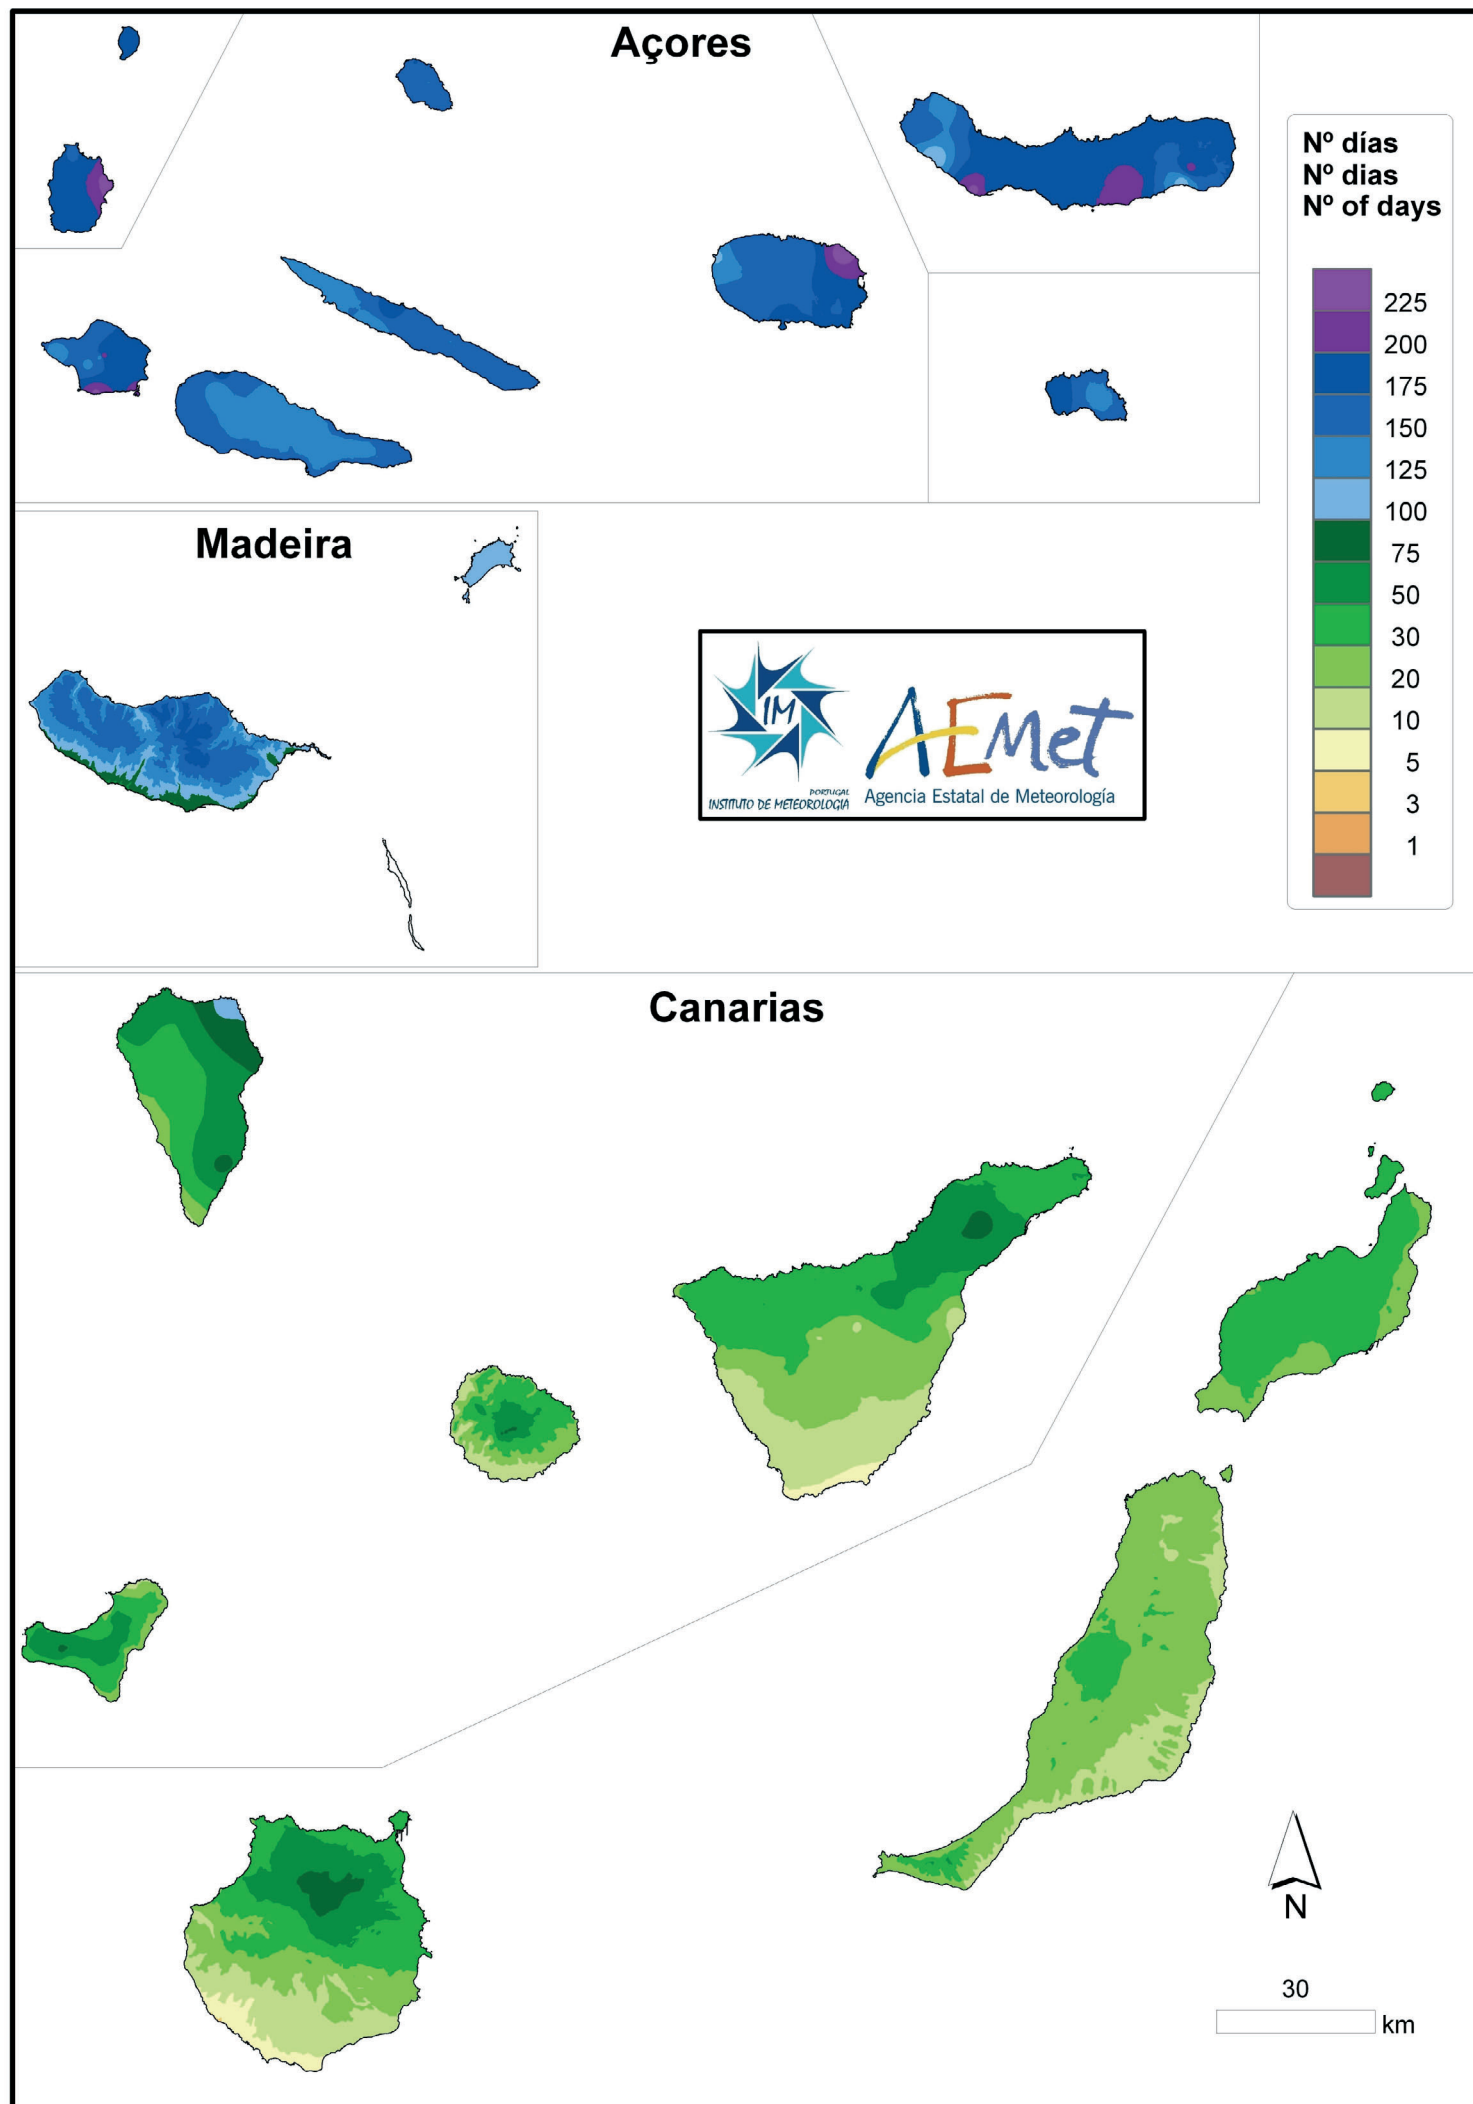 Açores
Nº días
Nº dias
Nº of days
225
200
175
150
125
100
75
50
30
20
10
5
3
1
Madeira
IM
PORTUGAL
INSTITUTO DE METEOROLOGIA
AEMet
Agencia Estatal de Meteorología
Canarias
N
30
km